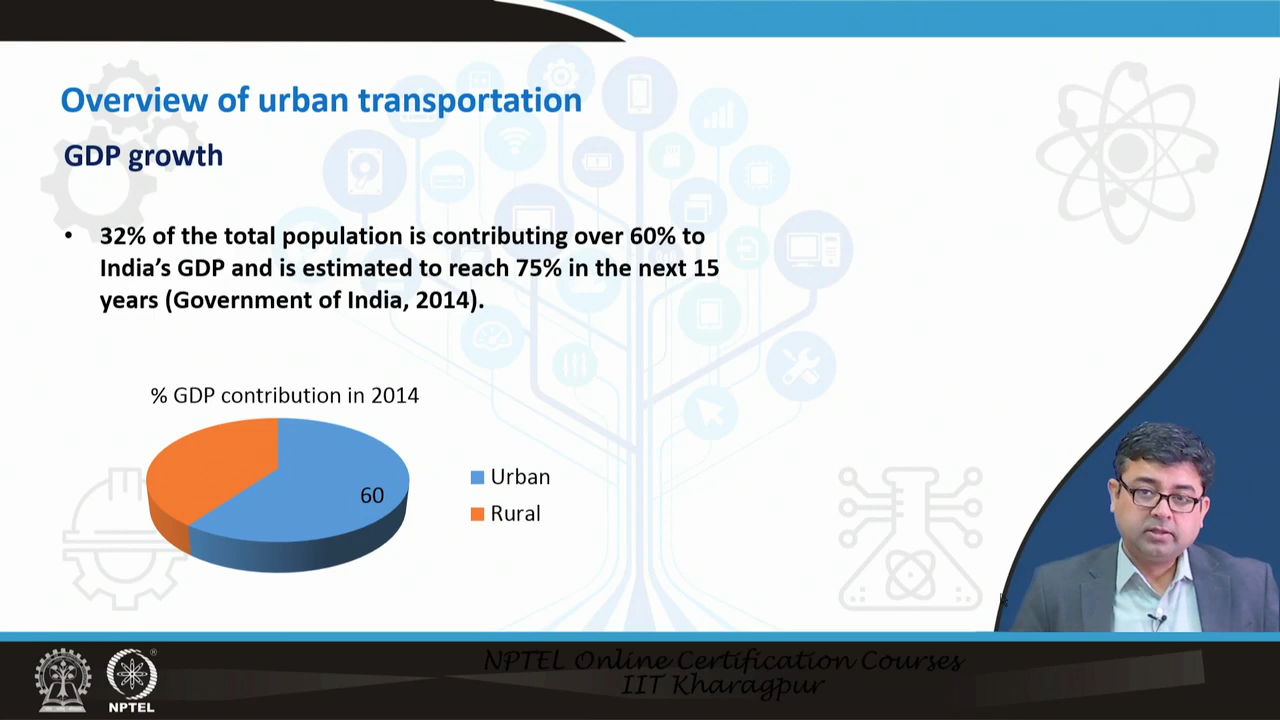 Overview of urban transportation
GDP growth
• 32% of the total population is contributing over 60% to
India’s GDP and is estimated to reach 75% in the next 15
years (Government of India, 2014).
% GDP contribution in 2014
60
Urban
Rural
NPTEL Online Certification Courses
IIT Kharagpur
NPTEL
®